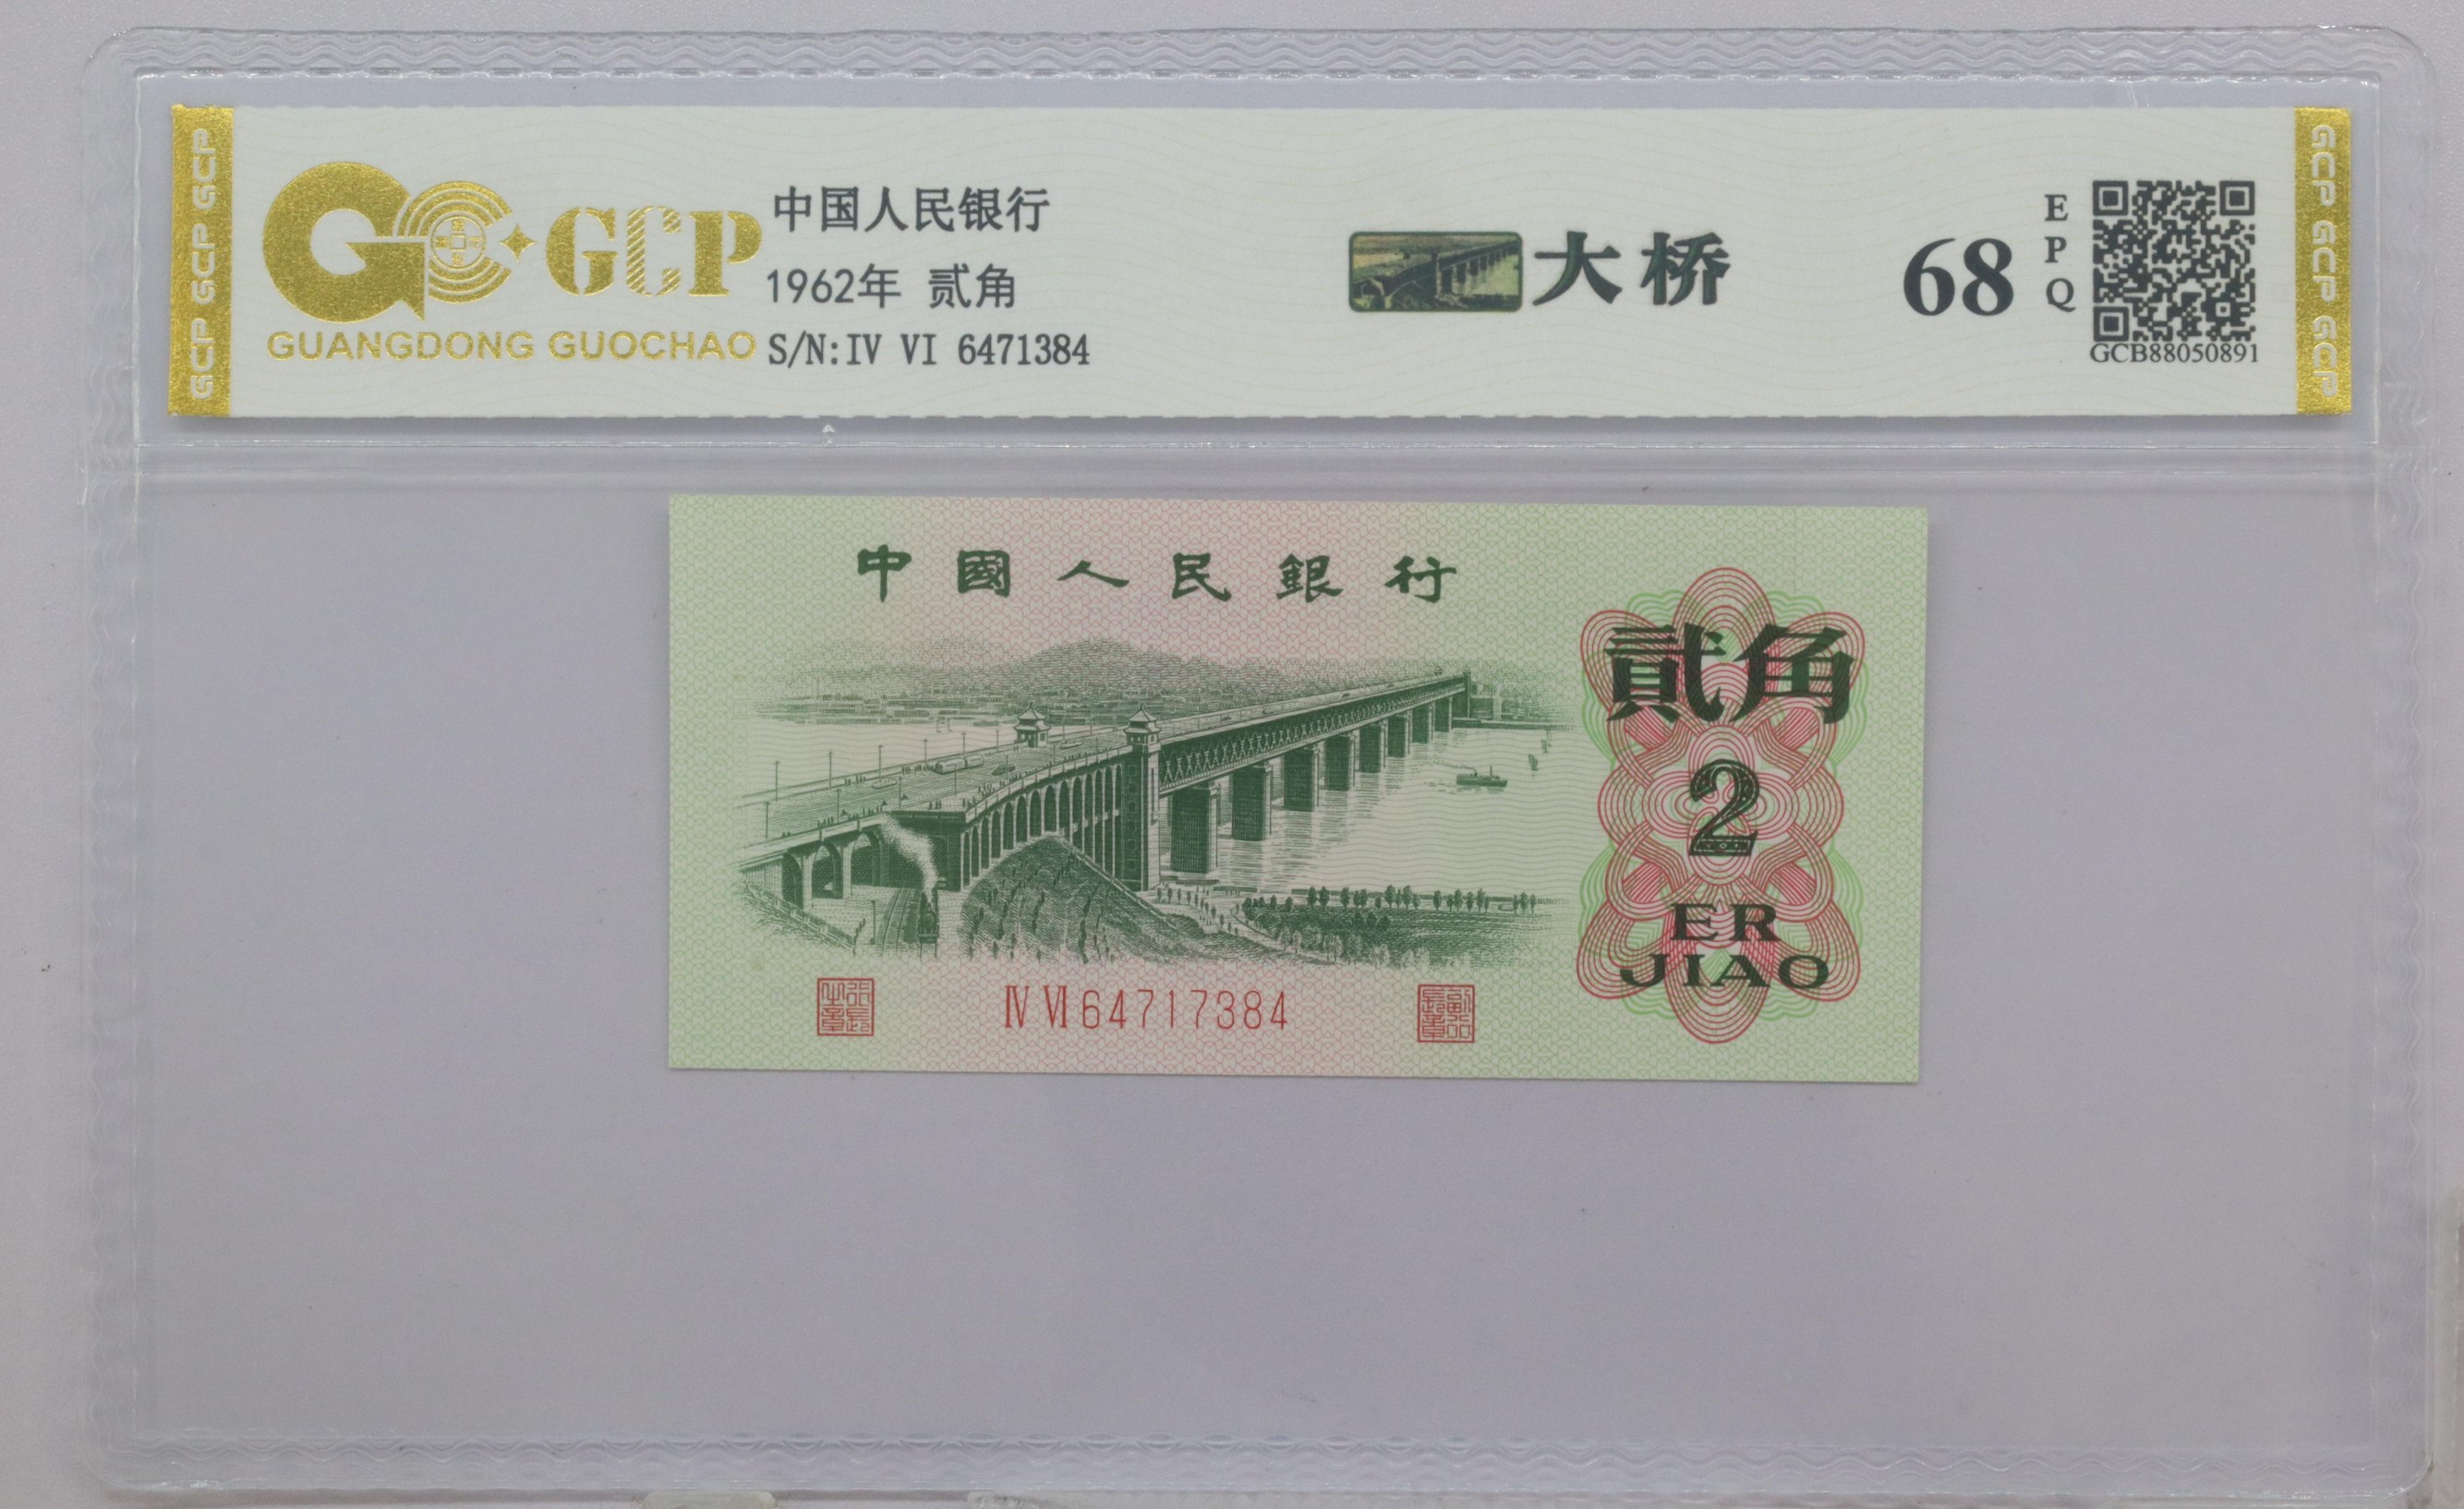 GCP GCP GCP
GCP
GUANGDONG GUOCHAO
中国人民银行
1962年 贰角
S/N:IV VI 6471384
大桥
68
EPQ
GCB88050891
GCP GCP GCP
中國人民銀行
貳角
2
ER
JIAO
Ⅳ Ⅵ 64717384